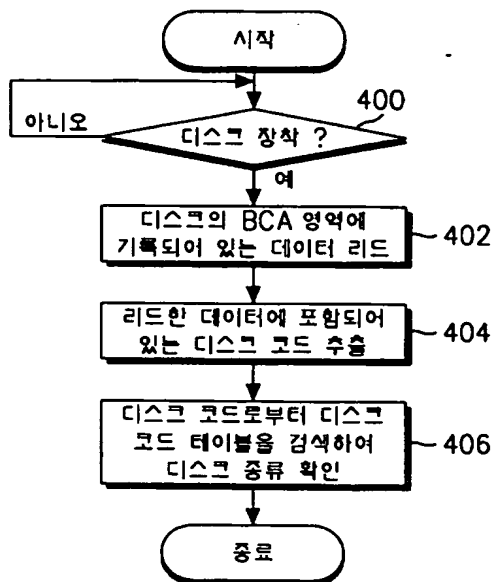 시작
400
아니오
디스크 장착 ?
예
디스크의 BCA 영역에
기록되어 있는 데이터 리드
402
리드한 데이터에 포함되어
있는 디스크 코드 추출
404
디스크 코드로부터 디스크
코드 테이블을 검색하여
디스크 종류 확인
406
종료